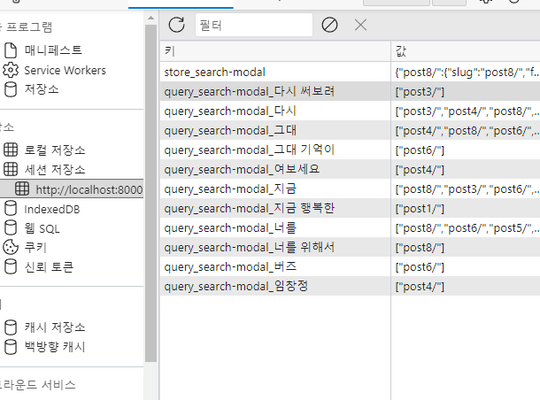 프로그램
매니페스트
Service Workers
저장소
로컬 저장소
세션 저장소
http://localhost:8000
IndexedDB
웹 SQL
쿠키
신뢰 토큰
캐시 저장소
백방향 캐시
라운드 서비스
필터
키 값
store_search-modal {"post8/":{"slug":"post8/","f...
query_search-modal_다시 써보려 ["post3/"]
query_search-modal_다시 ["post3/","post4/","post8/",...
query_search-modal_그대 ["post4/","post8/","post6/",...
query_search-modal_그대 기억이 ["post6/"]
query_search-modal_여보세요 ["post4/"]
query_search-modal_지금 ["post8/","post3/","post6/",...
query_search-modal_지금 행복한 ["post1/"]
query_search-modal_너를 ["post8/","post6/","post5/",...
query_search-modal_너를 위해서 ["post8/"]
query_search-modal_버즈 ["post6/"]
query_search-modal_임창정 ["post4/"]